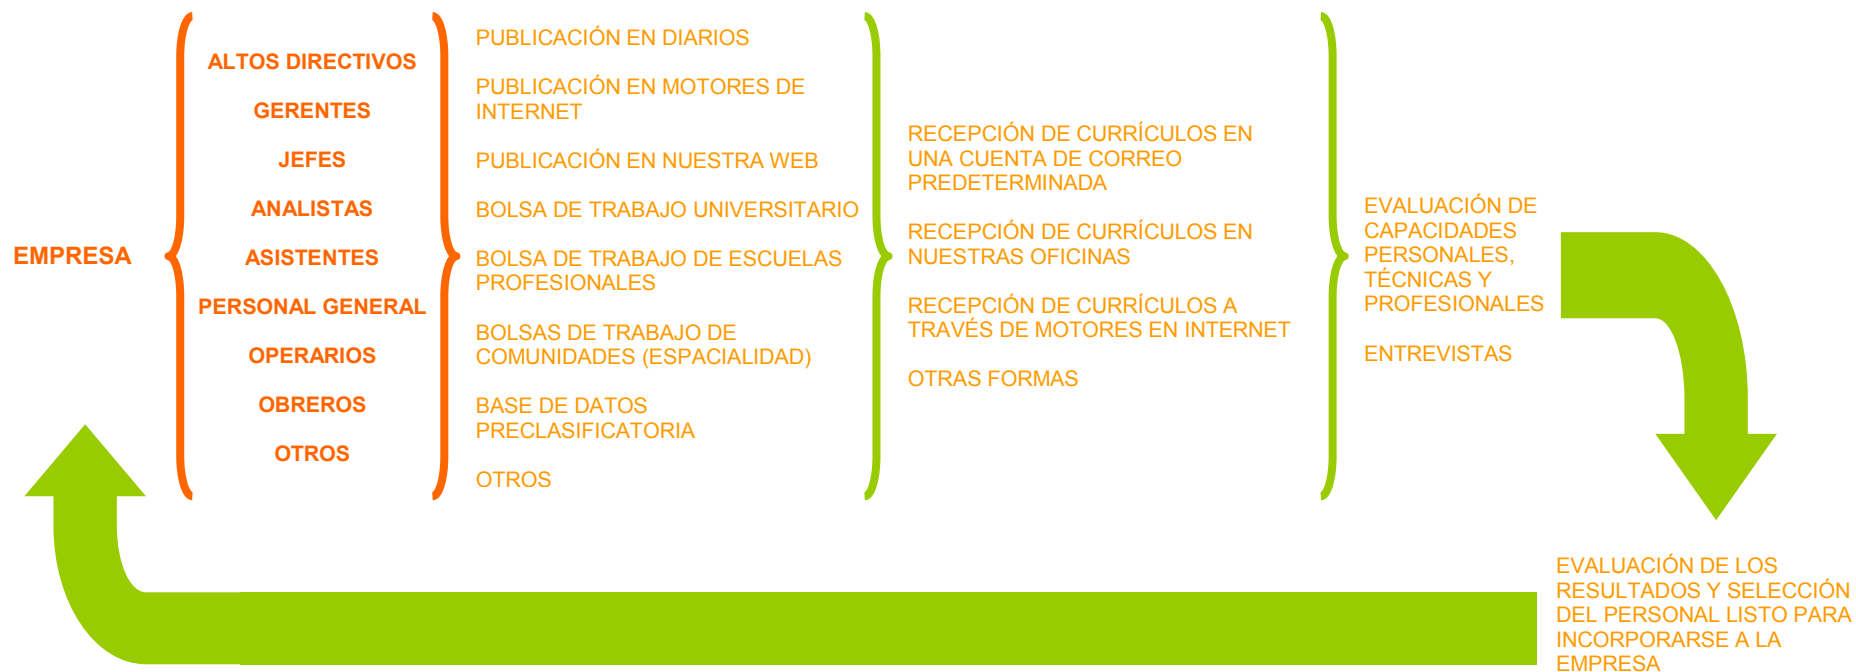 EMPRESA
ALTOS DIRECTIVOS
GERENTES
JEFES
ANALISTAS
ASISTENTES
PERSONAL GENERAL
OPERARIOS
OBREROS
OTROS
PUBLICACIÓN EN DIARIOS
PUBLICACIÓN EN MOTORES DE
INTERNET
PUBLICACIÓN EN NUESTRA WEB
BOLSA DE TRABAJO UNIVERSITARIO
BOLSA DE TRABAJO DE ESCUELAS
PROFESIONALES
BOLSAS DE TRABAJO DE
COMUNIDADES (ESPACIALIDAD)
BASE DE DATOS
PRECLASIFICATORIA
OTROS
RECEPCIÓN DE CURRÍCULOS EN
UNA CUENTA DE CORREO
PREDETERMINADA
RECEPCIÓN DE CURRÍCULOS EN
NUESTRAS OFICINAS
RECEPCIÓN DE CURRÍCULOS A
TRAVÉS DE MOTORES EN INTERNET
OTRAS FORMAS
EVALUACIÓN DE
CAPACIDADES
PERSONALES,
TÉCNICAS Y
PROFESIONALES
ENTREVISTAS
EVALUACIÓN DE LOS
RESULTADOS Y SELECCIÓN
DEL PERSONAL LISTO PARA
INCORPORARSE A LA
EMPRESA